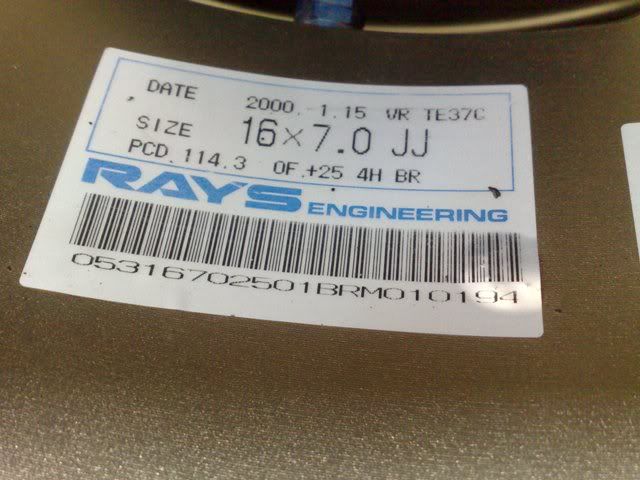 DATE 2000.-1.15 VR TE37C
SIZE 16×7.0 JJ
PCD.114.3 OF.+25 4H BR
RAYS ENGINEERING
05316702501BRM010194